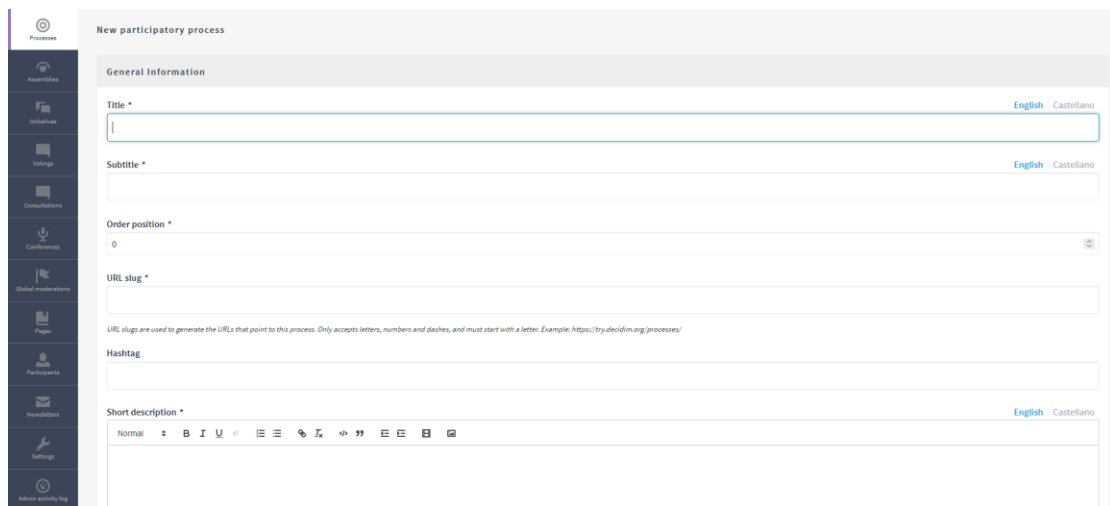 Processes
Assemblies
Initiatives
Votings
Consultations
Conferences
Global moderations
Pages
Participants
Newsletters
Settings
Admin activity log
New participatory process
General Information
Title * English Castellano
Subtitle * English Castellano
Order position *
0
URL slug *
URL slugs are used to generate the URLs that point to this process. Only accepts letters, numbers and dashes, and must start with a letter. Example: https://try.decidim.org/processes/
Hashtag
Short description * English Castellano
Normal B I U